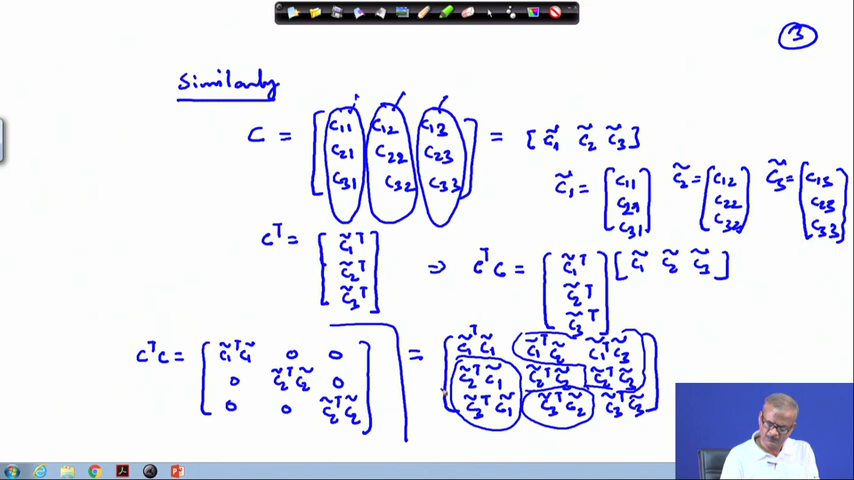 3
Similarly
C = [ c11 c12 c13 ; c21 c22 c23 ; c31 c32 c33 ] = [ c̃1 c̃2 c̃3 ]
c̃1 = [ c11 ; c21 ; c31 ] c̃2 = [ c12 ; c22 ; c32 ] c̃3 = [ c13 ; c23 ; c33 ]
C^T = [ c̃1^T ; c̃2^T ; c̃3^T ] ⇒ C^T C = [ c̃1^T ; c̃2^T ; c̃3^T ] [ c̃1 c̃2 c̃3 ]
C^T C = [ c̃1^T c̃1 0 0 ; 0 c̃2^T c̃2 0 ; 0 0 c̃2^T c̃2 ] = [ c̃1^T c̃1 c̃1^T c̃2 c̃1^T c̃3 ; c̃2^T c̃1 c̃2^T c̃2 c̃2^T c̃3 ; c̃3^T c̃1 c̃3^T c̃2 c̃3^T c̃3 ]